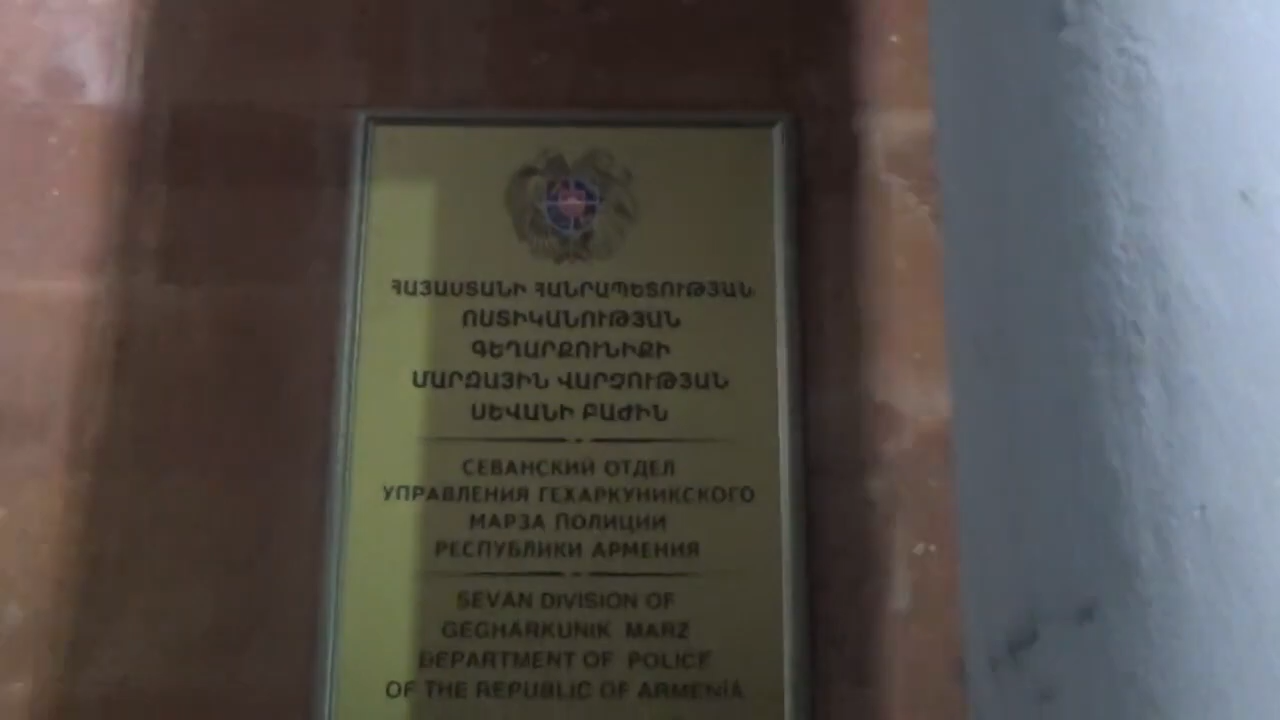 ՀԱՅԱՍՏԱՆԻ ՀԱՆՐԱՊԵՏՈՒԹՅԱՆ
ՈՍՏԻԿԱՆՈՒԹՅԱՆ
ԳԵՂԱՐՔՈՒՆԻՔԻ
ՄԱՐԶԱՅԻՆ ՎԱՐՉՈՒԹՅԱՆ
ՍԵՎԱՆԻ ԲԱԺԻՆ
СЕВАНСКИЙ ОТДЕЛ
УПРАВЛЕНИЯ ГЕХАРКУНИКСКОГО
МАРЗА ПОЛИЦИИ
РЕСПУБЛИКИ АРМЕНИЯ
SEVAN DIVISION OF
GEGHARKUNIK MARZ
DEPARTMENT OF POLICE
OF THE REPUBLIC OF ARMENIA